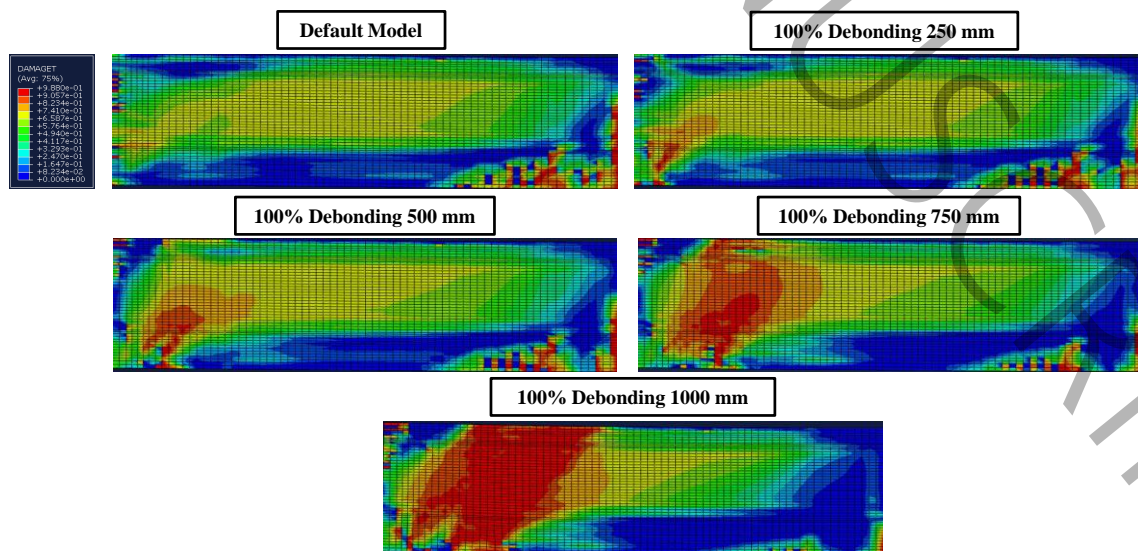 Default Model
100% Debonding 250 mm
DAMAGET
(Avg: 75%)
+9.880e-01
+9.057e-01
+8.234e-01
+7.410e-01
+6.587e-01
+5.764e-01
+4.940e-01
+4.117e-01
+3.293e-01
+2.470e-01
+1.647e-01
+8.234e-02
+0.000e+00
100% Debonding 500 mm
100% Debonding 750 mm
100% Debonding 1000 mm